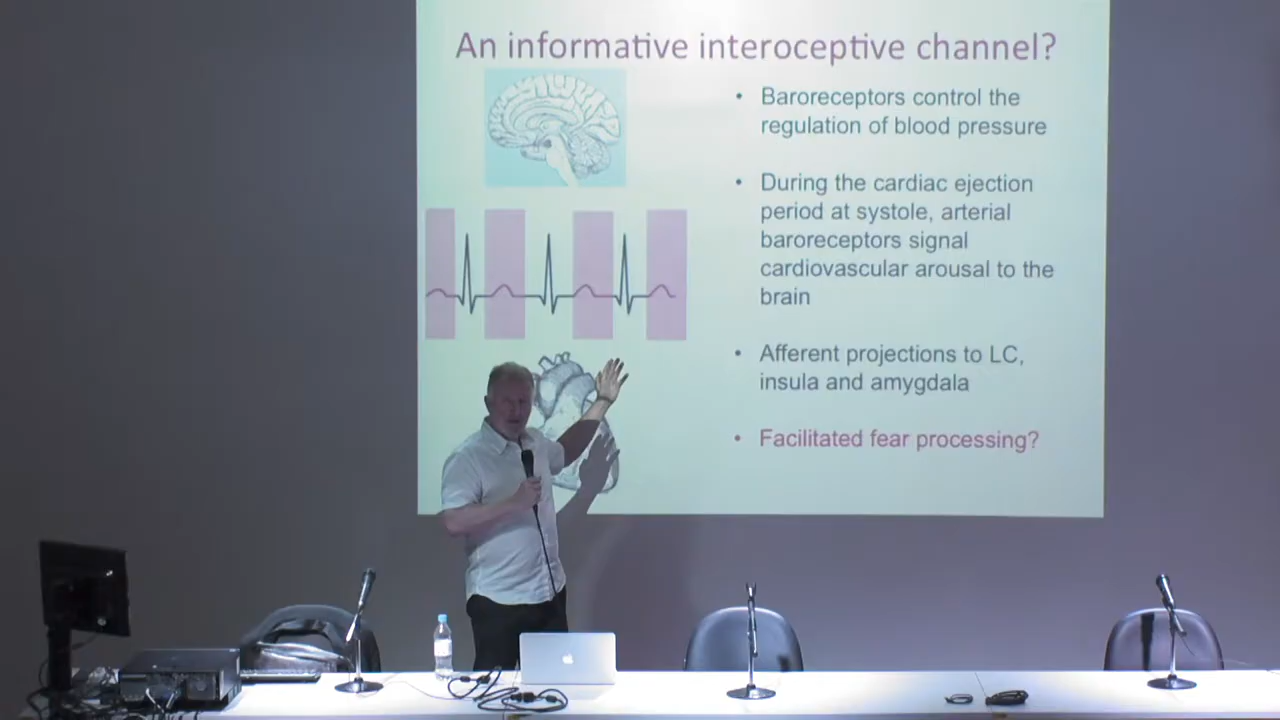 An informative interoceptive channel?
• Baroreceptors control the
regulation of blood pressure
• During the cardiac ejection
period at systole, arterial
baroreceptors signal
cardiovascular arousal to the
brain
• Afferent projections to LC,
insula and amygdala
• Facilitated fear processing?